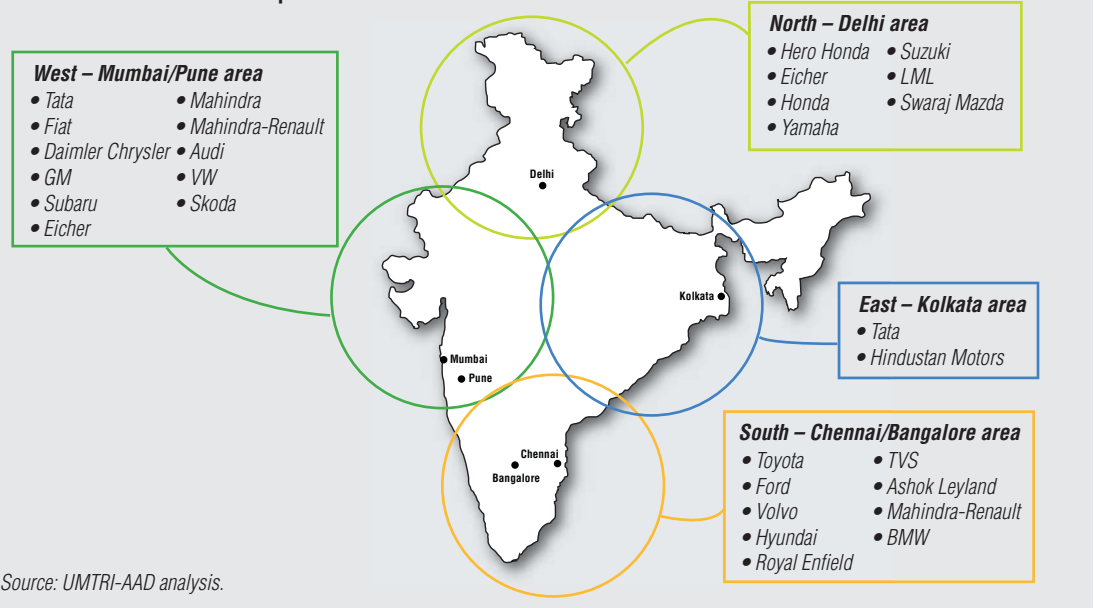 West – Mumbai/Pune area
• Tata
• Fiat
• Daimler Chrysler
• GM
• Subaru
• Eicher
• Mahindra
• Mahindra-Renault
• Audi
• VW
• Skoda
North – Delhi area
• Hero Honda
• Eicher
• Honda
• Yamaha
• Suzuki
• LML
• Swaraj Mazda
Delhi
Kolkata
Mumbai
Pune
Chennai
Bangalore
East – Kolkata area
• Tata
• Hindustan Motors
South – Chennai/Bangalore area
• Toyota
• Ford
• Volvo
• Hyundai
• Royal Enfield
• TVS
• Ashok Leyland
• Mahindra-Renault
• BMW
Source: UMTRI-AAD analysis.